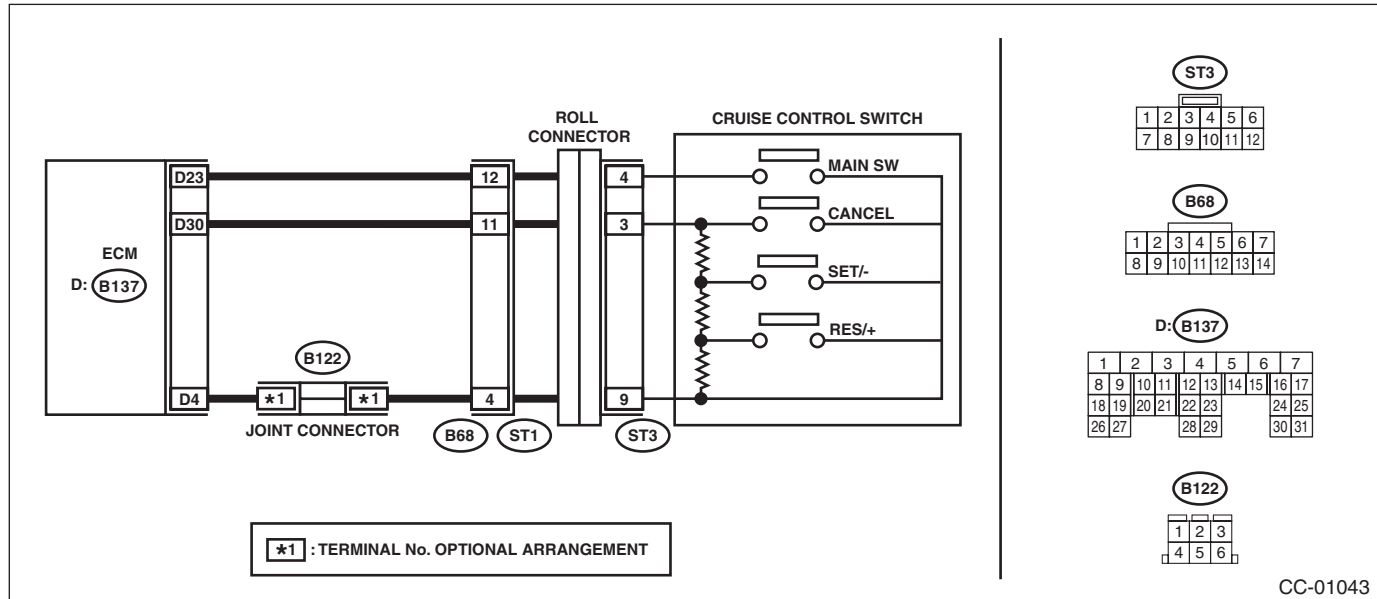 ROLL
CONNECTOR
CRUISE CONTROL SWITCH
D23
12
4
MAIN SW
D30
11
3
CANCEL
ECM
D: B137
SET/-
RES/+
B122
D4
*1
*1
4
9
JOINT CONNECTOR
B68
ST1
ST3
*1 : TERMINAL No. OPTIONAL ARRANGEMENT
ST3
1 2 3 4 5 6
7 8 9 10 11 12
B68
1 2 3 4 5 6 7
8 9 10 11 12 13 14
D: B137
1 2 3 4 5 6 7
8 9 10 11 12 13 14 15 16 17
18 19 20 21 22 23 24 25
26 27 28 29 30 31
B122
1 2 3
4 5 6
CC-01043